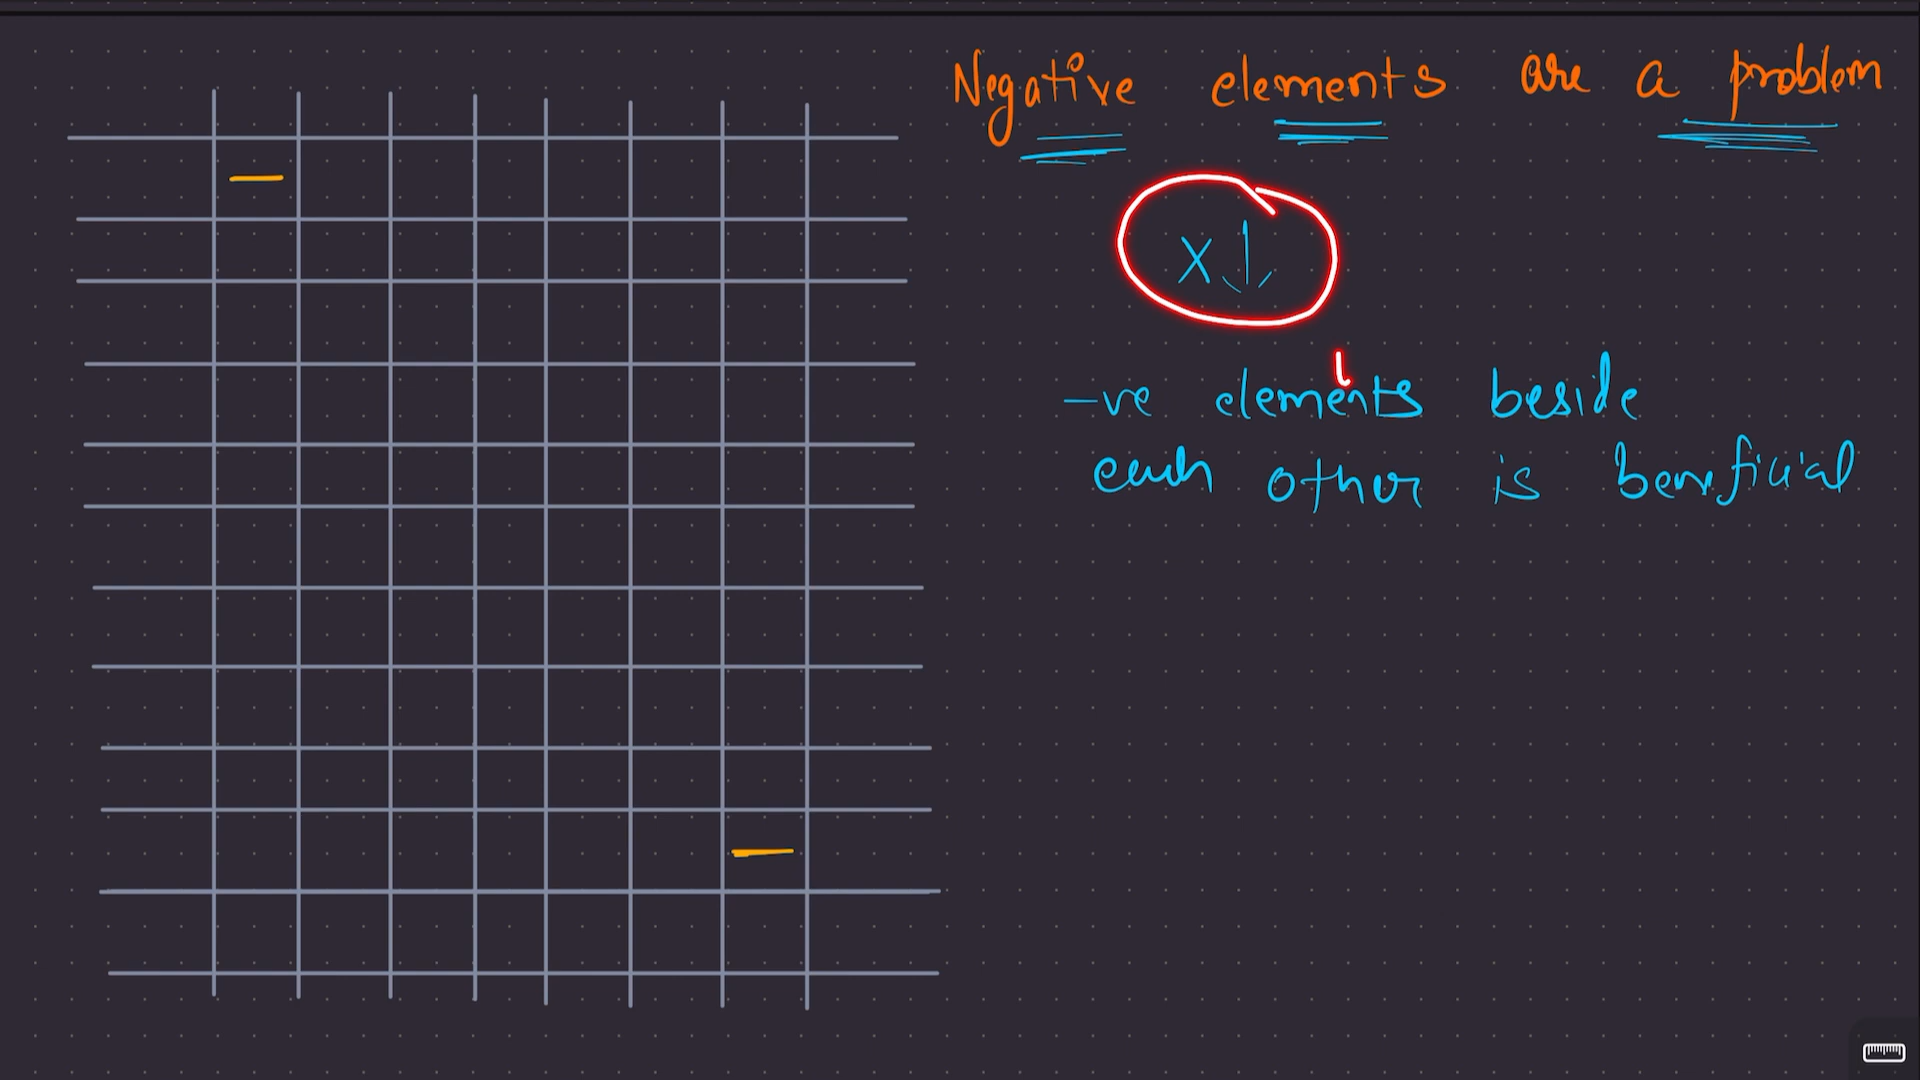 Negative elements are a problem
x↓
-ve elements beside
each other is beneficial